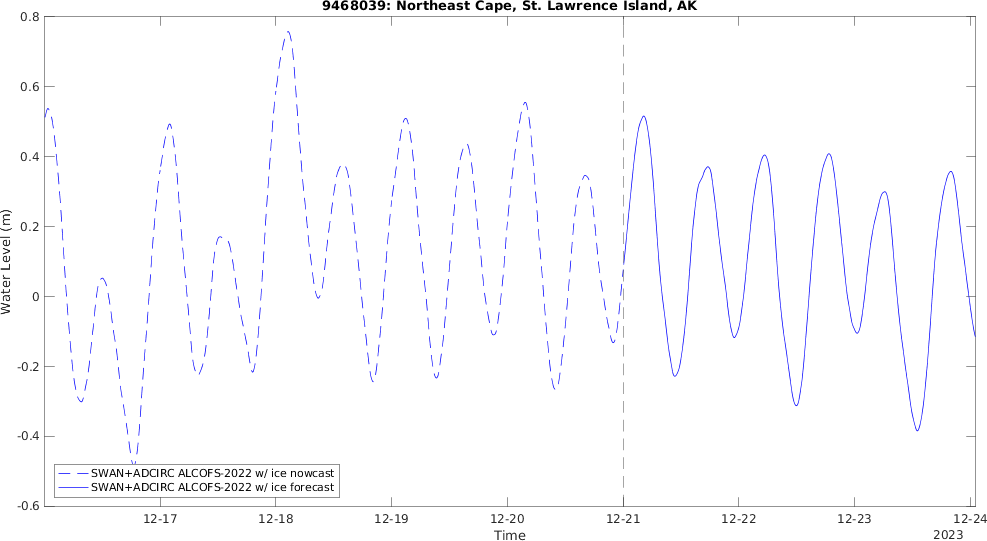 9468039: Northeast Cape, St. Lawrence Island, AK
0.8
0.6
0.4
0.2
0
-0.2
-0.4
-0.6
Water Level (m)
SWAN+ADCIRC ALCOFS-2022 w/ ice nowcast
SWAN+ADCIRC ALCOFS-2022 w/ ice forecast
12-17 12-18 12-19 12-20 12-21 12-22 12-23 12-24
Time
2023